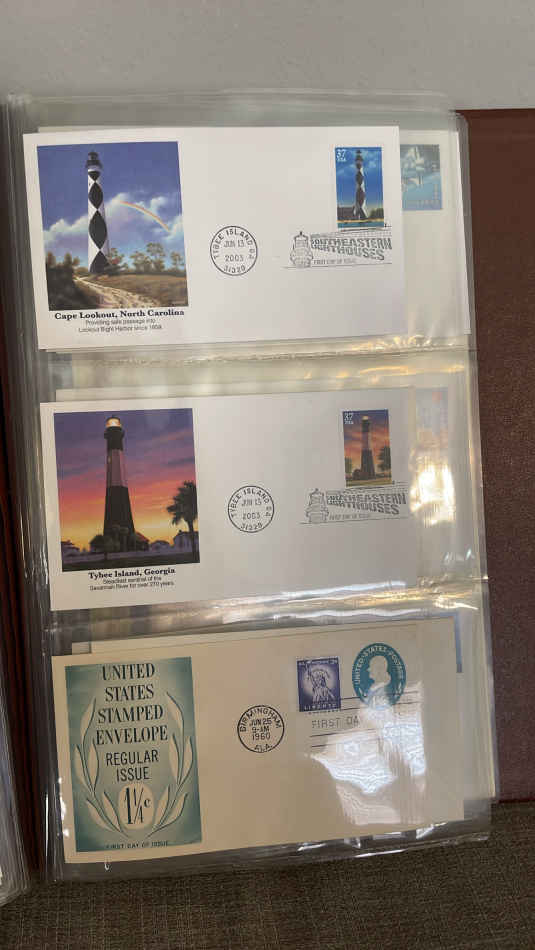 37
USA
TYBEE ISLAND GA
JUN 13
2003
31328
SOUTHEASTERN
LIGHTHOUSES
FIRST DAY OF ISSUE
Cape Lookout, North Carolina
Providing safe passage into
Lookout Bight Harbor since 1859.
37
USA
TYBEE ISLAND GA
JUN 13
2003
31328
SOUTHEASTERN
LIGHTHOUSES
FIRST DAY OF ISSUE
Tybee Island, Georgia
Steadfast sentinel of the
Savannah River for over 270 years.
UNITED
STATES
STAMPED
ENVELOPE
REGULAR
ISSUE
1¼c
FIRST DAY OF ISSUE
BIRMINGHAM
JUN 25
9-AM
1960
ALA.
LIBERTY
UNITED STATES POSTAGE
FIRST DAY